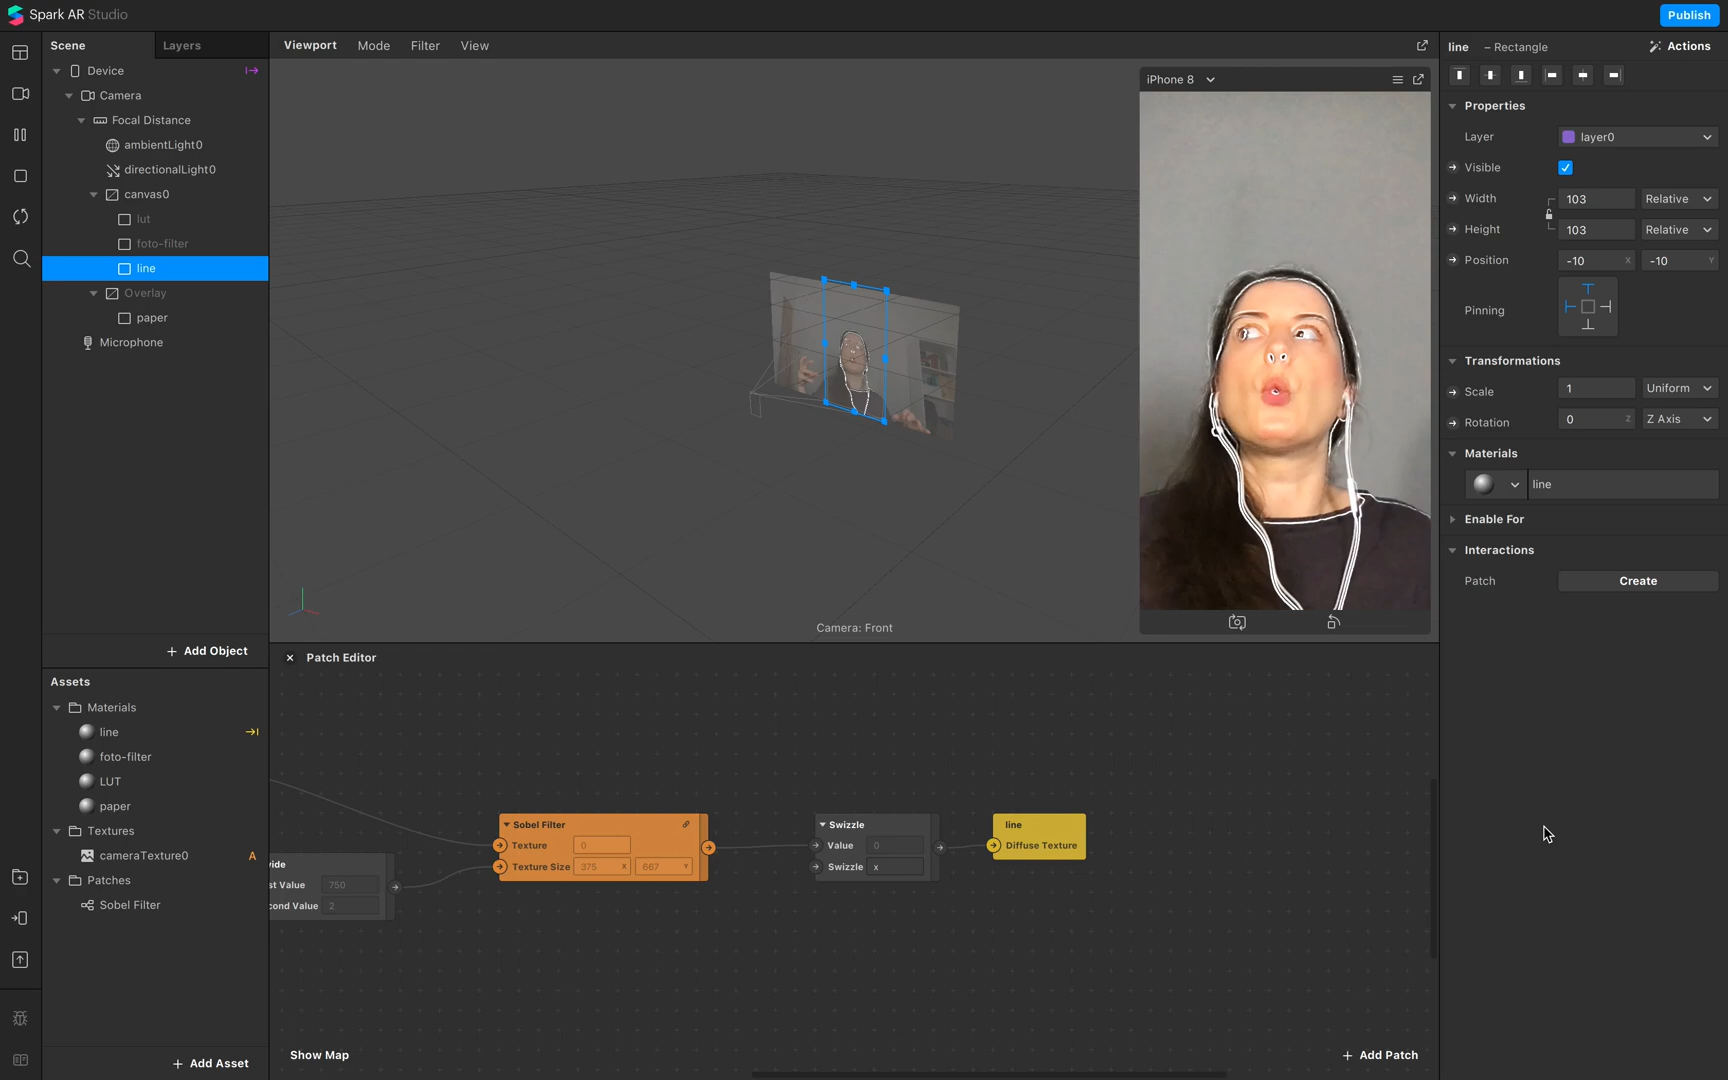 Spark AR Studio
Publish
Scene
Layers
Device
Camera
Focal Distance
ambientLight0
directionalLight0
canvas0
lut
foto-filter
line
Overlay
paper
Microphone
+ Add Object
Assets
Materials
line
foto-filter
LUT
paper
Textures
cameraTexture0 A
Patches
Sobel Filter
+ Add Asset
Viewport Mode Filter View
iPhone 8
Camera: Front
Patch Editor
ide
st Value 750
cond Value 2
Sobel Filter
Texture 0
Texture Size 375 X 667 Y
Swizzle
Value 0
Swizzle x
line
Diffuse Texture
Show Map
+ Add Patch
line – Rectangle
Actions
Properties
Layer layer0
Visible
Width 103 Relative
Height 103 Relative
Position -10 X -10 Y
Pinning
Transformations
Scale 1 Uniform
Rotation 0 Z Z Axis
Materials
line
Enable For
Interactions
Patch Create